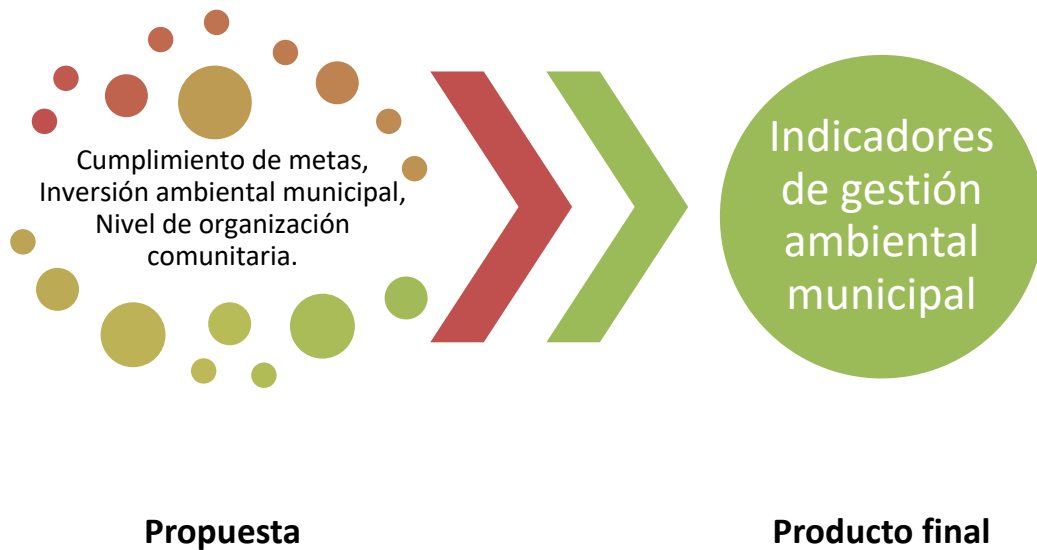 Cumplimiento de metas,
Inversión ambiental municipal,
Nivel de organización
comunitaria.
Indicadores
de gestión
ambiental
municipal
Propuesta
Producto final